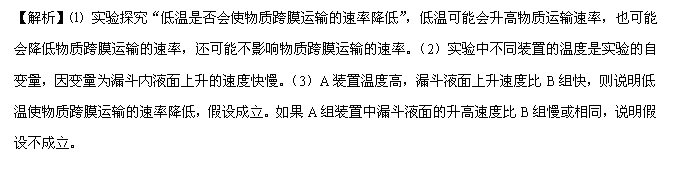 【解析】(1) 实验探究“低温是否会使物质跨膜运输的速率降低”，低温可能会升高物质运输速率，也可能
会降低物质跨膜运输的速率，还可能不影响物质跨膜运输的速率。（2）实验中不同装置的温度是实验的自
变量，因变量为漏斗内液面上升的速度快慢。（3）A 装置温度高，漏斗液面上升速度比 B 组快，则说明低
温使物质跨膜运输的速率降低，假设成立。如果 A 组装置中漏斗液面的升高速度比 B 组慢或相同，说明假
设不成立。